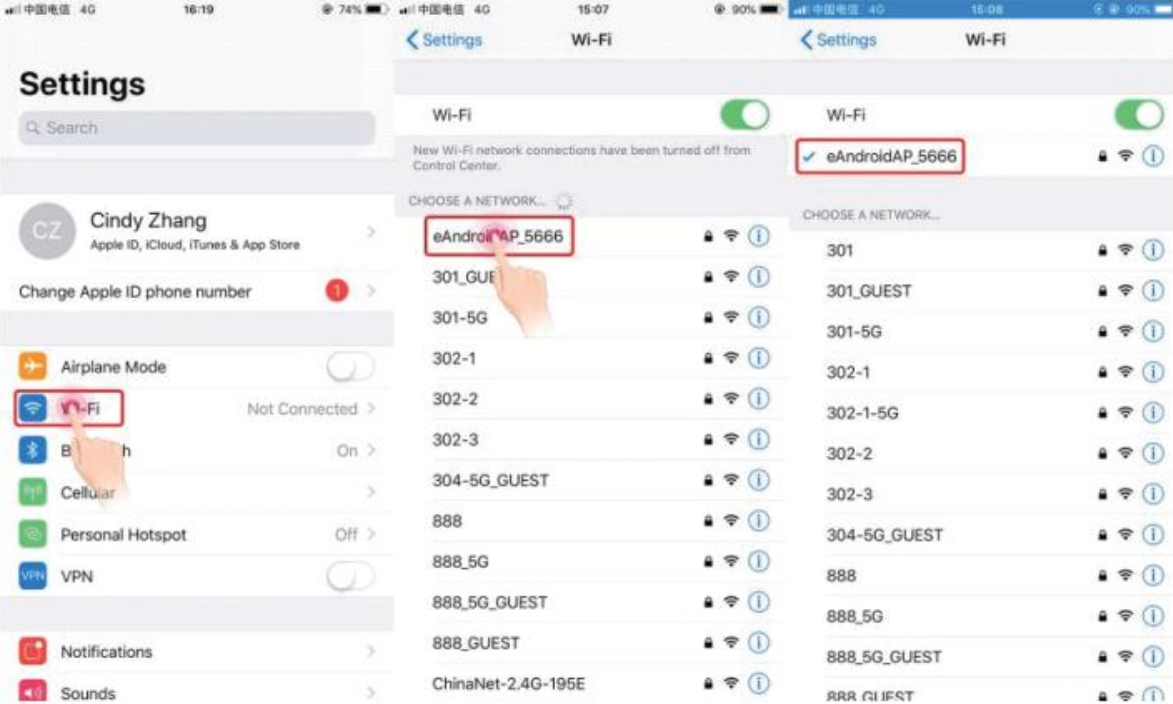 中国电信 4G 16:19 74%
Settings
Search
CZ
Cindy Zhang
Apple ID, iCloud, iTunes & App Store
Change Apple ID phone number 1
Airplane Mode
Wi-Fi Not Connected
On
Cellular
Personal Hotspot Off
VPN VPN
Notifications
Sounds
中国电信 4G 15:07 90%
Settings Wi-Fi
Wi-Fi
New Wi-Fi network connections have been turned off from
Control Center.
CHOOSE A NETWORK...
eAndroidAP_5666
301_GUE
301-5G
302-1
302-2
302-3
304-5G_GUEST
888
888_5G
888_5G_GUEST
888_GUEST
ChinaNet-2.4G-195E
中国电信 4G 15:08 90%
Settings Wi-Fi
Wi-Fi
eAndroidAP_5666
CHOOSE A NETWORK...
301
301_GUEST
301-5G
302-1
302-1-5G
302-2
302-3
304-5G_GUEST
888
888_5G
888_5G_GUEST
888_GUEST